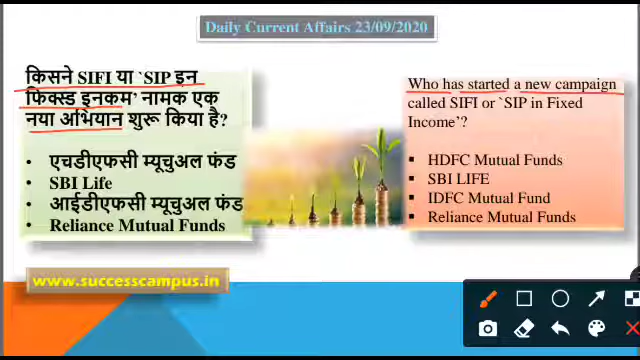 Daily Current Affairs 23/09/2020
किसने SIFI या `SIP इन
फिक्स्ड इनकम’ नामक एक
नया अभियान शुरू किया है?
• एचडीएफसी म्यूचुअल फंड
• SBI Life
• आईडीएफसी म्यूचुअल फंड
• Reliance Mutual Funds
Who has started a new campaign
called SIFI or `SIP in Fixed
Income’?
▪ HDFC Mutual Funds
▪ SBI LIFE
▪ IDFC Mutual Fund
▪ Reliance Mutual Funds
www.successcampus.in